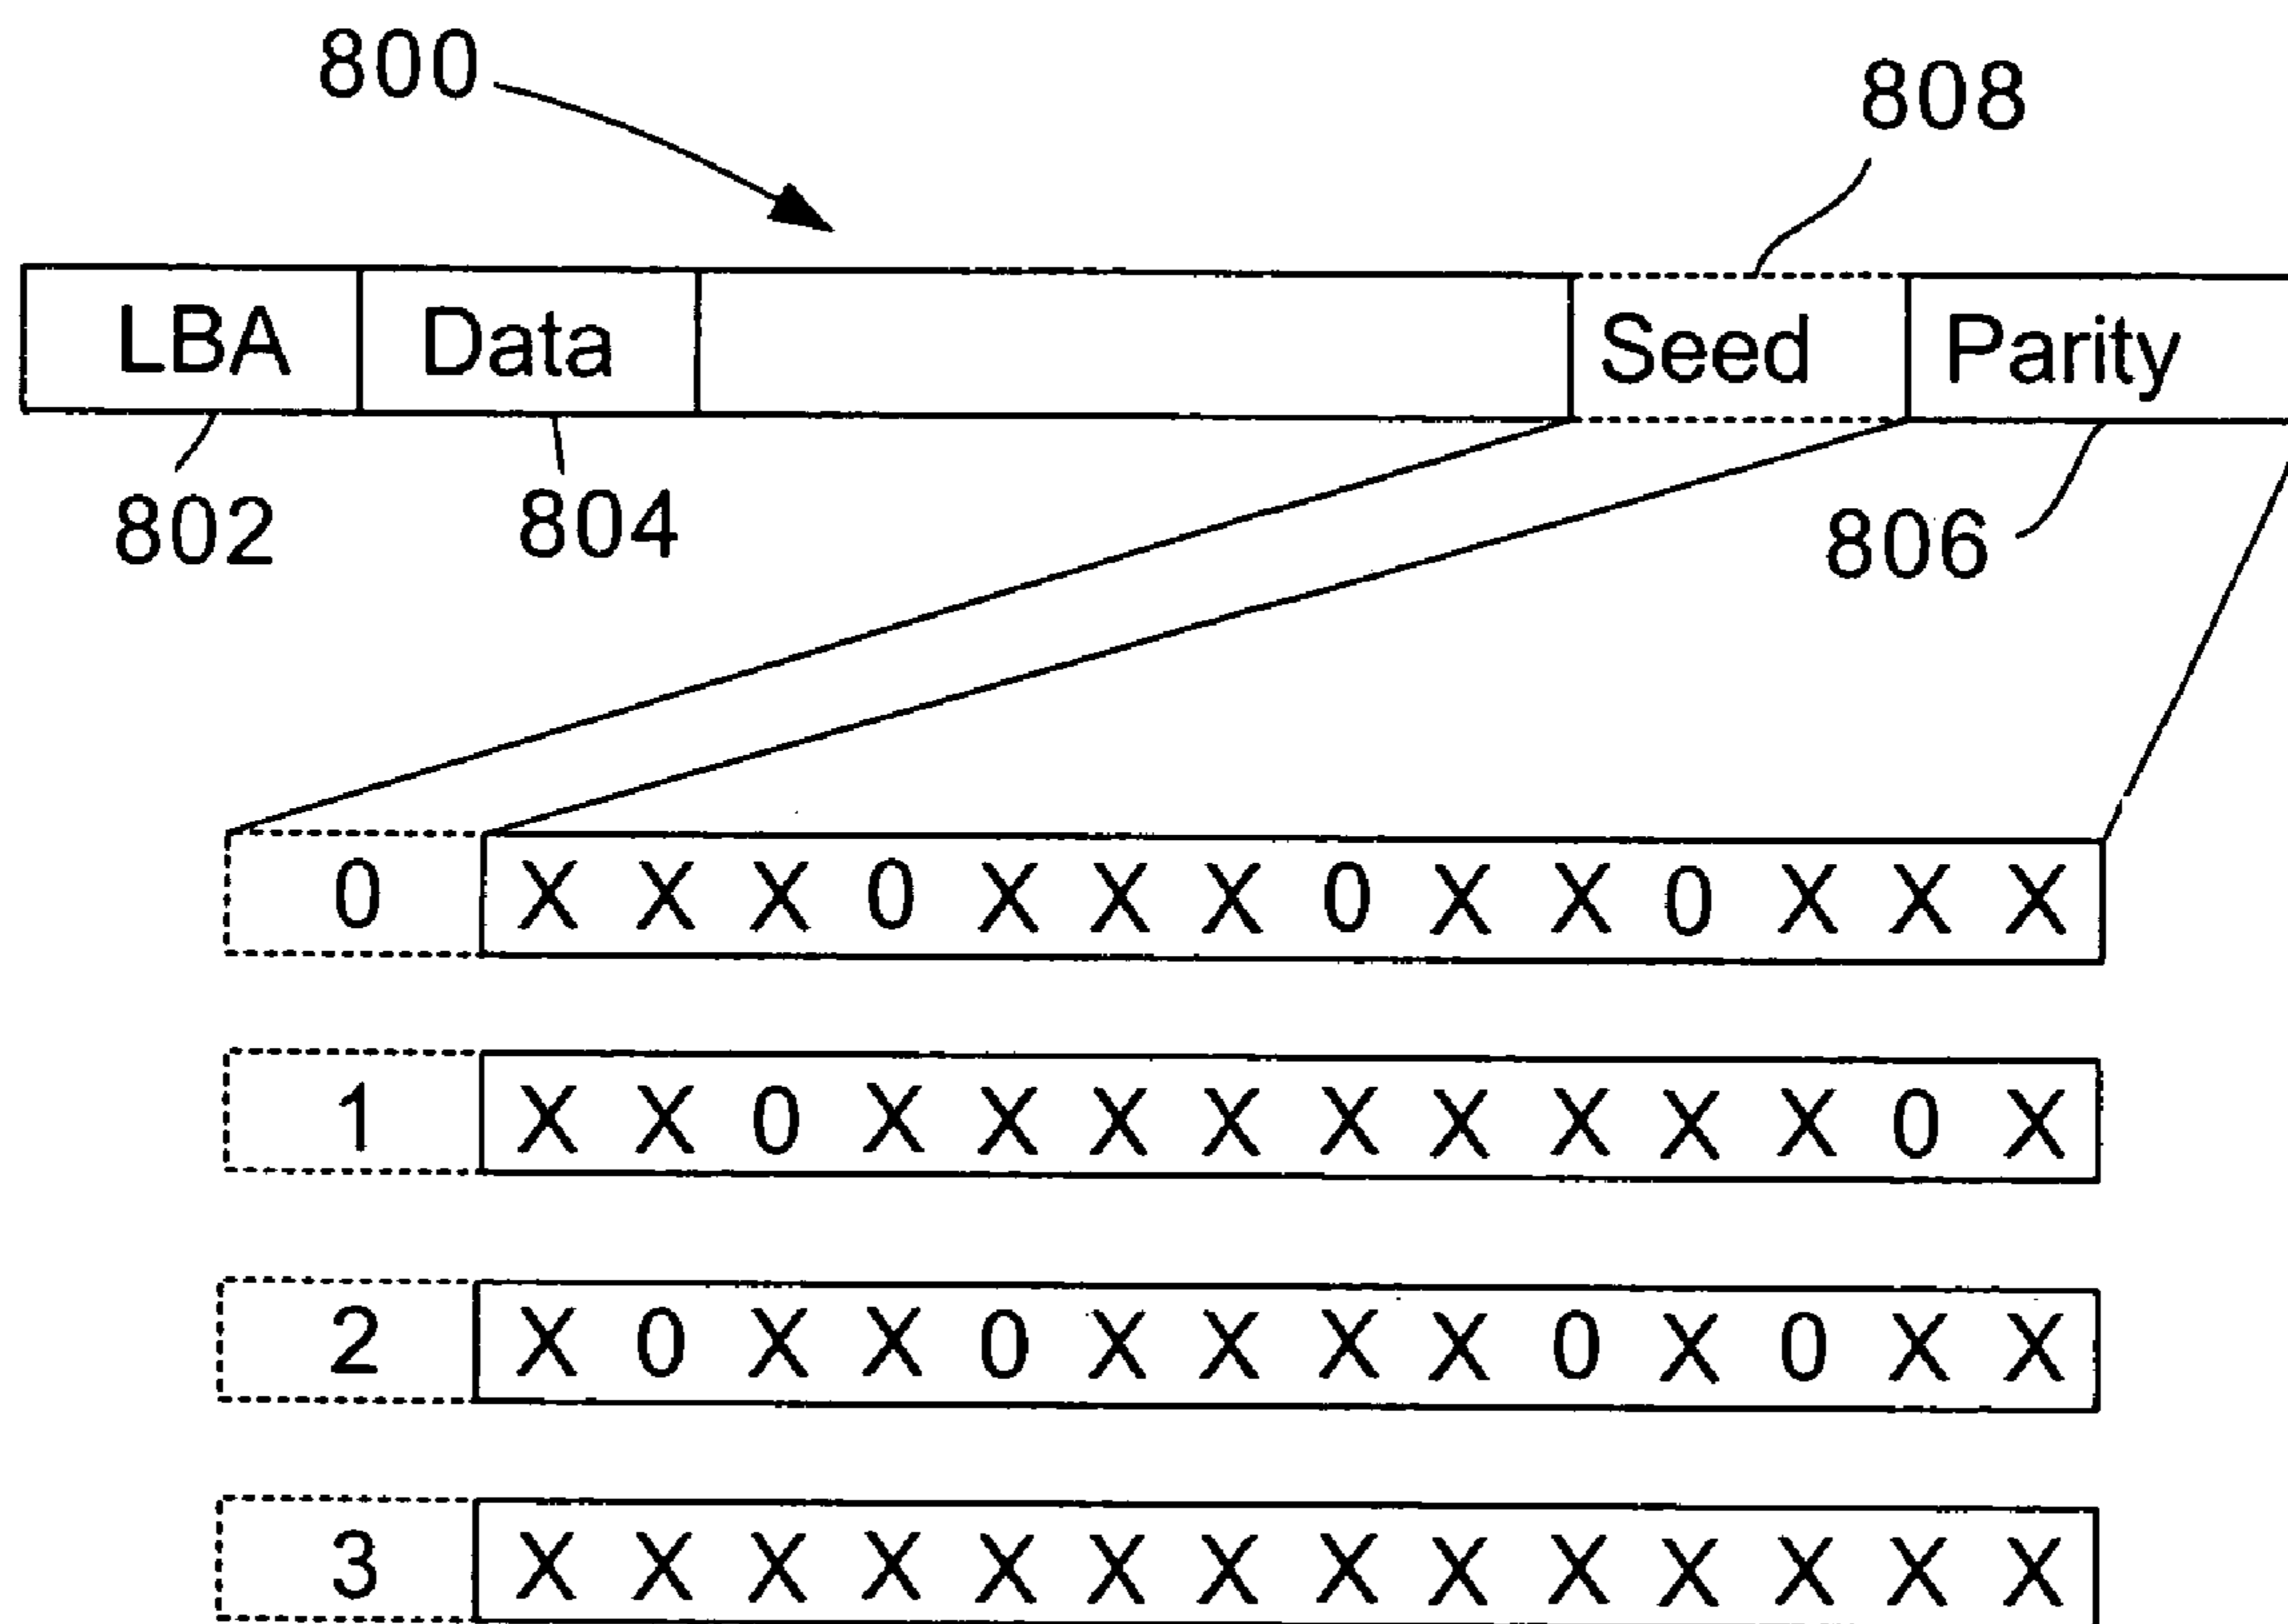 800
808
LBA Data Seed Parity
802 804 806
0 X X X 0 X X X 0 X X 0 X X X
1 X X 0 X X X X X X X X X 0 X
2 X 0 X X 0 X X X X 0 X 0 X X
3 X X X X X X X X X X X X X X